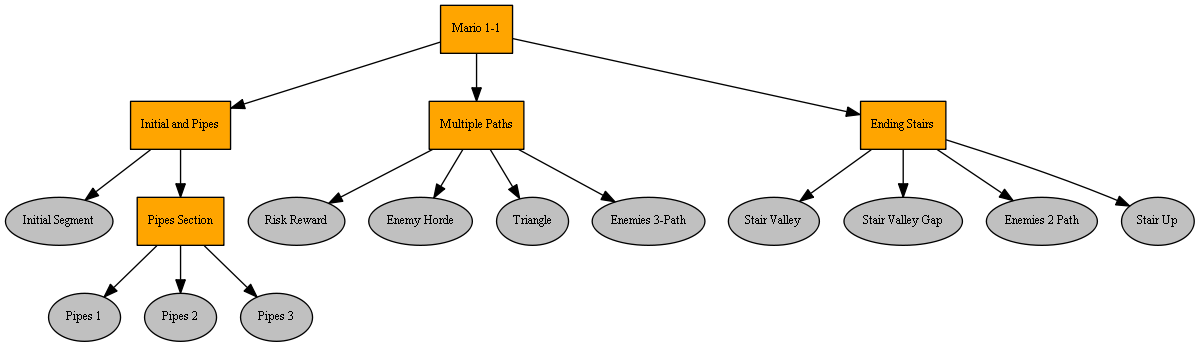 Mario 1-1
Initial and Pipes
Multiple Paths
Ending Stairs
Initial Segment
Pipes Section
Risk Reward
Enemy Horde
Triangle
Enemies 3-Path
Stair Valley
Stair Valley Gap
Enemies 2 Path
Stair Up
Pipes 1
Pipes 2
Pipes 3